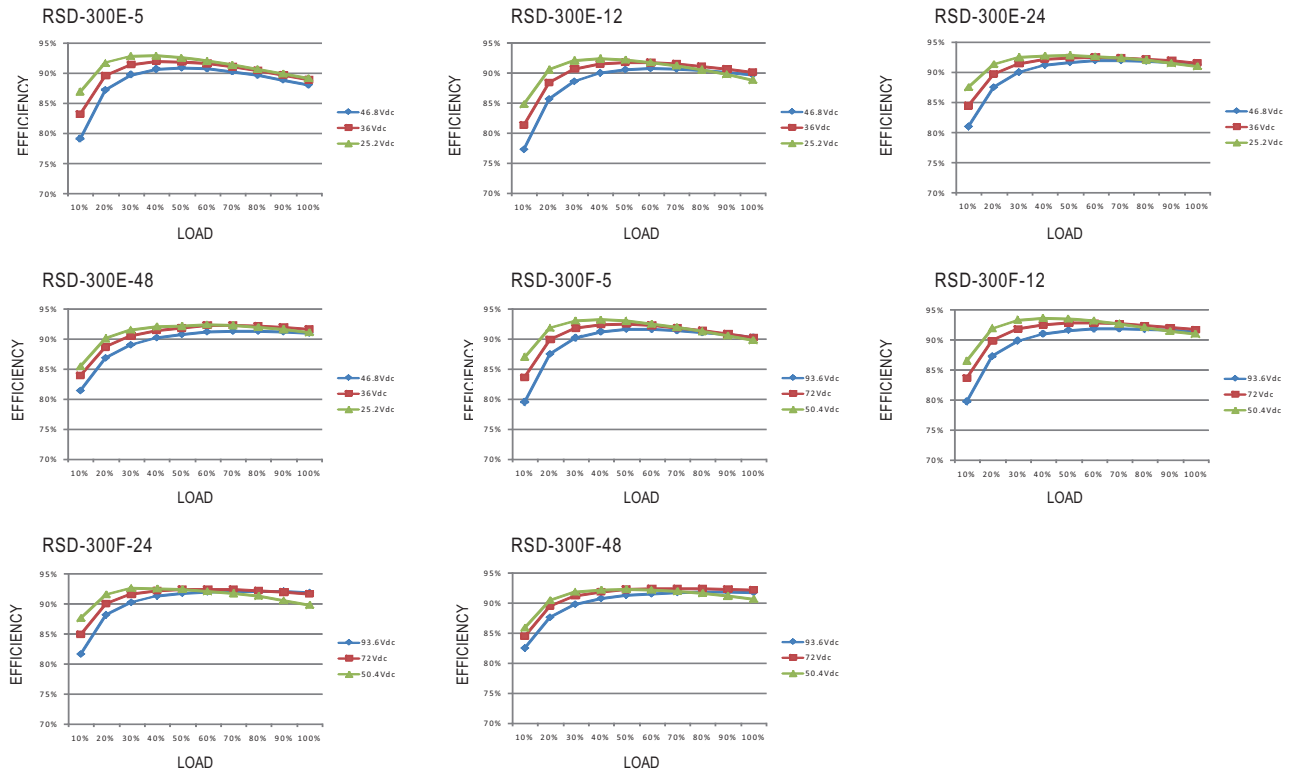 RSD-300E-5
EFFICIENCY
95%
90%
85%
80%
75%
70%
10% 20% 30% 40% 50% 60% 70% 80% 90% 100%
LOAD
46.8Vdc
36Vdc
25.2Vdc
RSD-300E-12
EFFICIENCY
95%
90%
85%
80%
75%
70%
10% 20% 30% 40% 50% 60% 70% 80% 90% 100%
LOAD
46.8Vdc
36Vdc
25.2Vdc
RSD-300E-24
EFFICIENCY
95%
90%
85%
80%
75%
70%
10% 20% 30% 40% 50% 60% 70% 80% 90% 100%
LOAD
46.8Vdc
36Vdc
25.2Vdc
RSD-300E-48
EFFICIENCY
95%
90%
85%
80%
75%
70%
10% 20% 30% 40% 50% 60% 70% 80% 90% 100%
LOAD
46.8Vdc
36Vdc
25.2Vdc
RSD-300F-5
EFFICIENCY
95%
90%
85%
80%
75%
70%
10% 20% 30% 40% 50% 60% 70% 80% 90% 100%
LOAD
93.6Vdc
72Vdc
50.4Vdc
RSD-300F-12
EFFICIENCY
95%
90%
85%
80%
75%
70%
10% 20% 30% 40% 50% 60% 70% 80% 90% 100%
LOAD
93.6Vdc
72Vdc
50.4Vdc
RSD-300F-24
EFFICIENCY
95%
90%
85%
80%
75%
70%
10% 20% 30% 40% 50% 60% 70% 80% 90% 100%
LOAD
93.6Vdc
72Vdc
50.4Vdc
RSD-300F-48
EFFICIENCY
95%
90%
85%
80%
75%
70%
10% 20% 30% 40% 50% 60% 70% 80% 90% 100%
LOAD
93.6Vdc
72Vdc
50.4Vdc